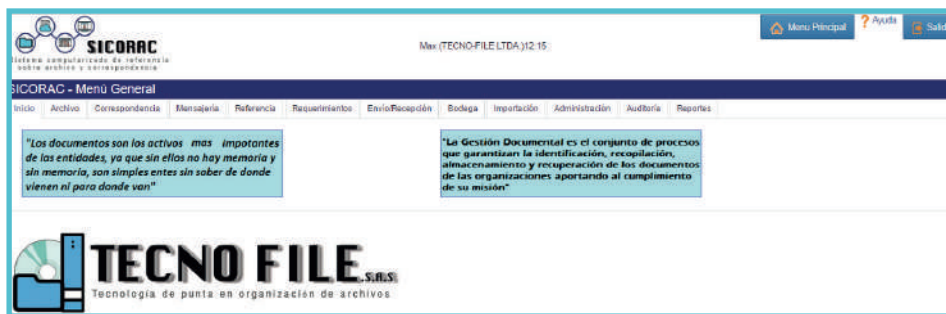 SICORAC
Sistema computarizado de referencia
sobre archivo y correspondencia
Max (TECNO-FILE LTDA.)12:15
Menu Principal
? Ayuda
Salid
SICORAC - Menú General
Inicio Archivo Correspondencia Mensajería Referencia Requerimientos Envío/Recepción Bodega Importación Administración Auditoría Reportes
"Los documentos son los activos mas impotantes
de las entidades, ya que sin ellos no hay memoria y
sin memoria, son simples entes sin saber de donde
vienen ni para donde van"
"La Gestión Documental es el conjunto de procesos
que garantizan la identificación, recopilación,
almacenamiento y recuperación de los documentos
de las organizaciones aportando al cumplimiento
de su misión"
TECNO FILE S.A.S.
Tecnología de punta en organización de archivos